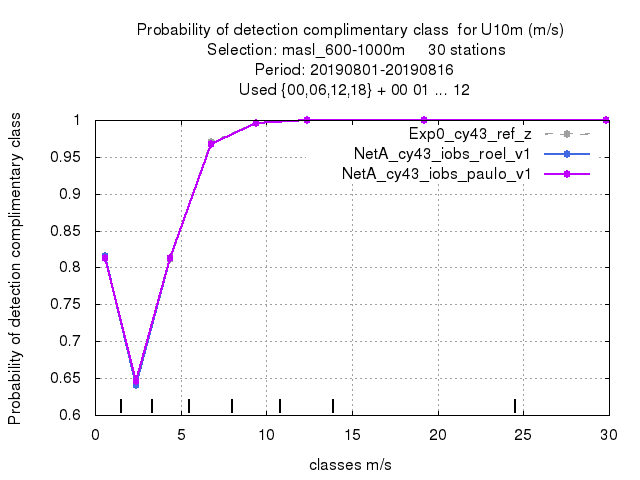 Probability of detection complimentary class  for U10m (m/s)
Selection: masl_600-1000m     30 stations
Period: 20190801-20190816
Used {00,06,12,18} + 00 01 ... 12
Probability of detection complimentary class
1
0.95
0.9
0.85
0.8
0.75
0.7
0.65
0.6
Exp0_cy43_ref_z
NetA_cy43_iobs_roel_v1
NetA_cy43_iobs_paulo_v1
0 5 10 15 20 25 30
classes m/s